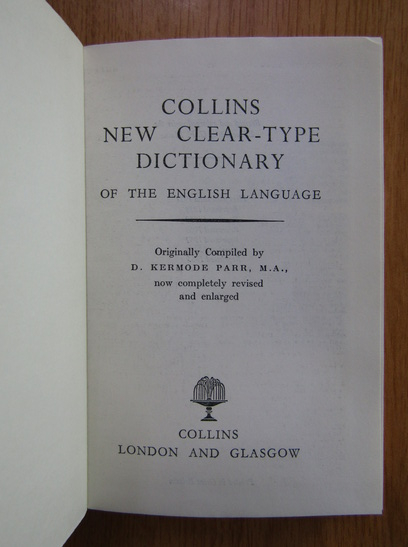 COLLINS
NEW CLEAR-TYPE
DICTIONARY
OF THE ENGLISH LANGUAGE
Originally Compiled by
D. KERMODE PARR, M.A.,
now completely revised
and enlarged
COLLINS
LONDON AND GLASGOW